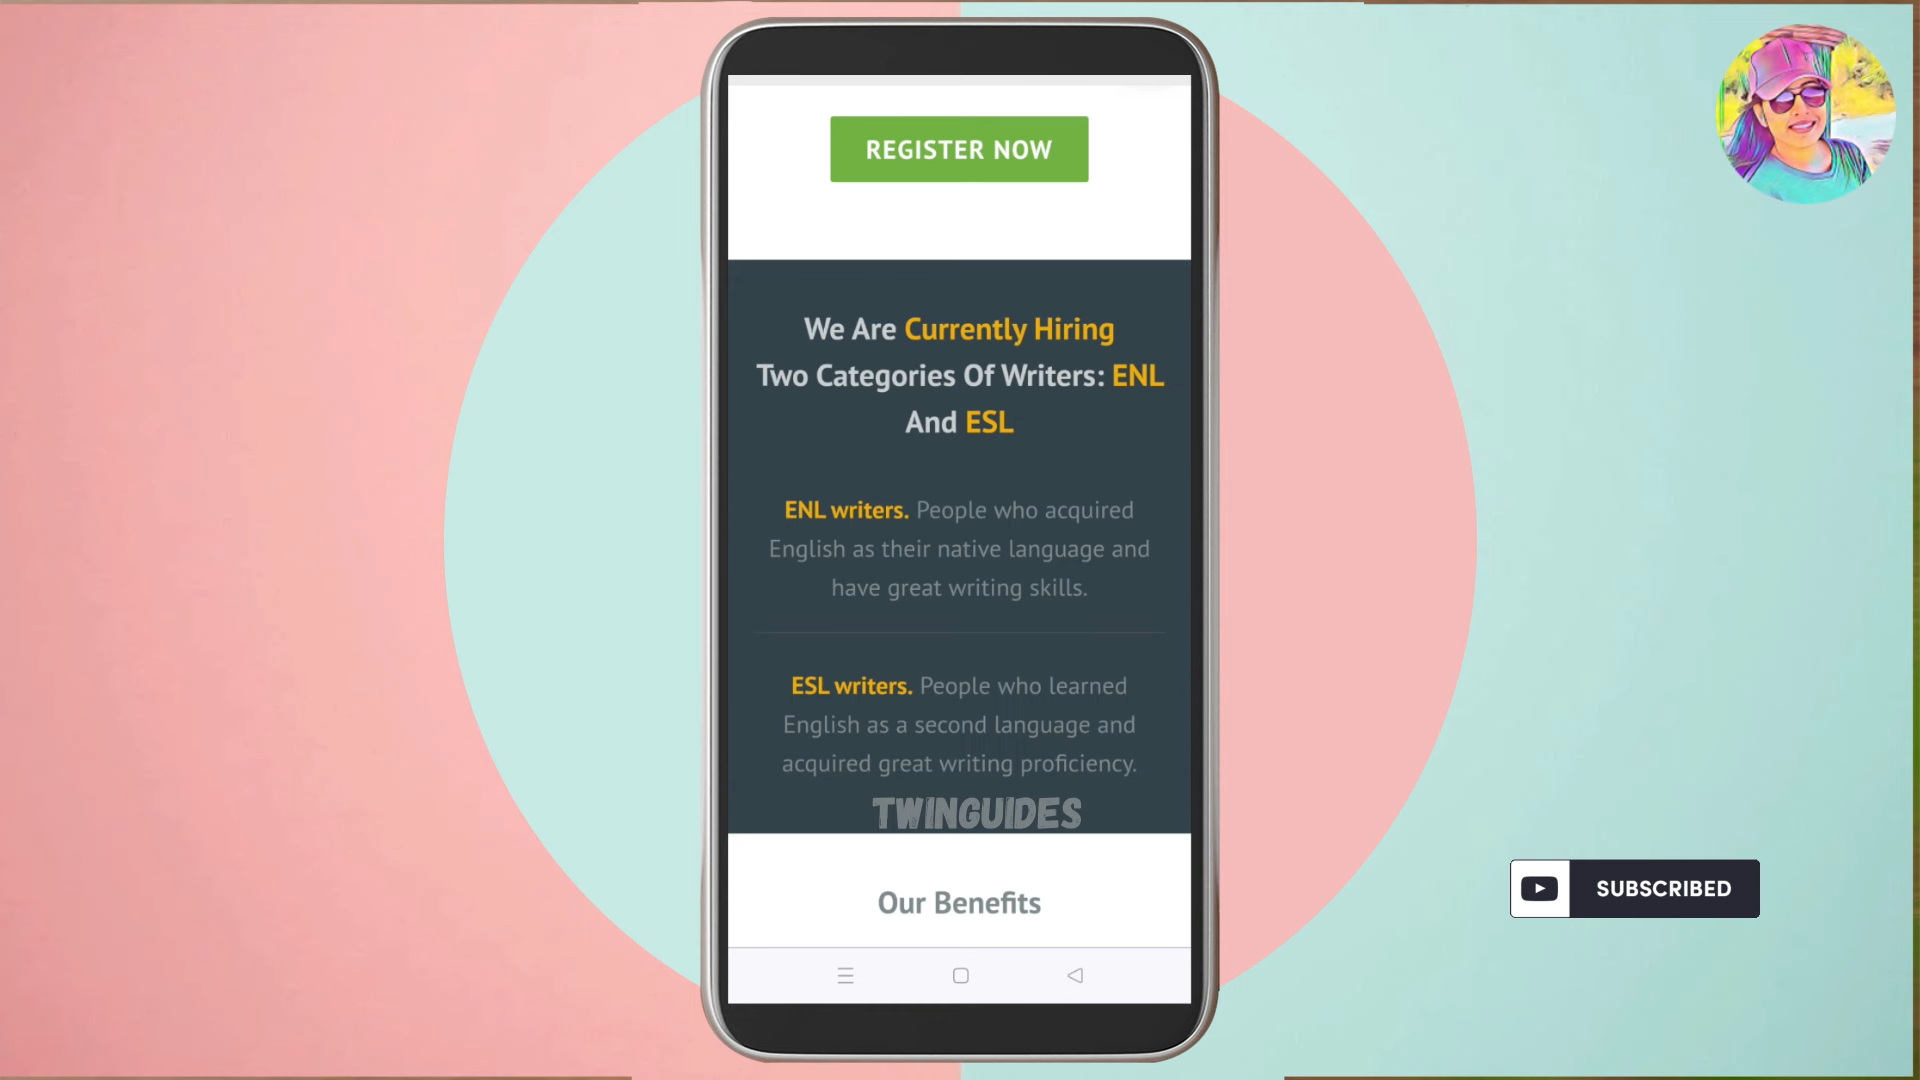 REGISTER NOW
We Are Currently Hiring
Two Categories Of Writers: ENL
And ESL
ENL writers. People who acquired
English as their native language and
have great writing skills.
ESL writers. People who learned
English as a second language and
acquired great writing proficiency.
TWINGUIDES
Our Benefits
SUBSCRIBED